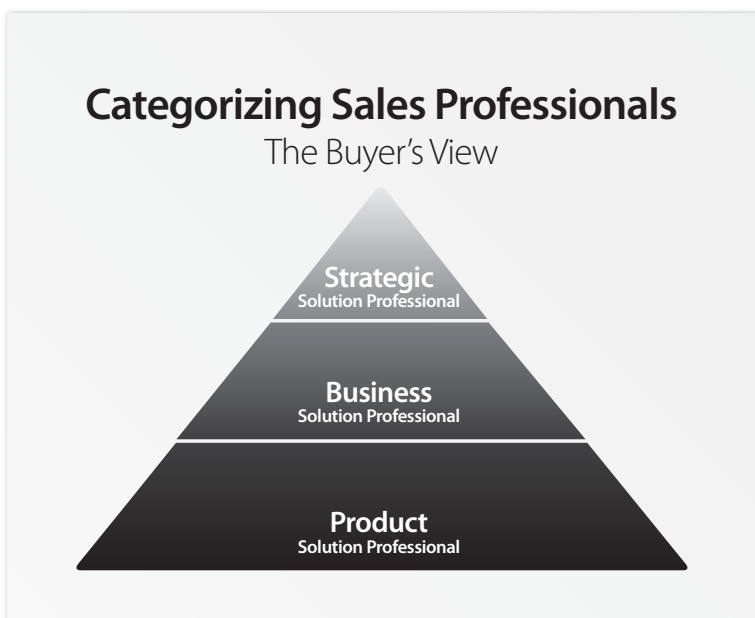 Categorizing Sales Professionals
The Buyer’s View
Strategic
Solution Professional
Business
Solution Professional
Product
Solution Professional